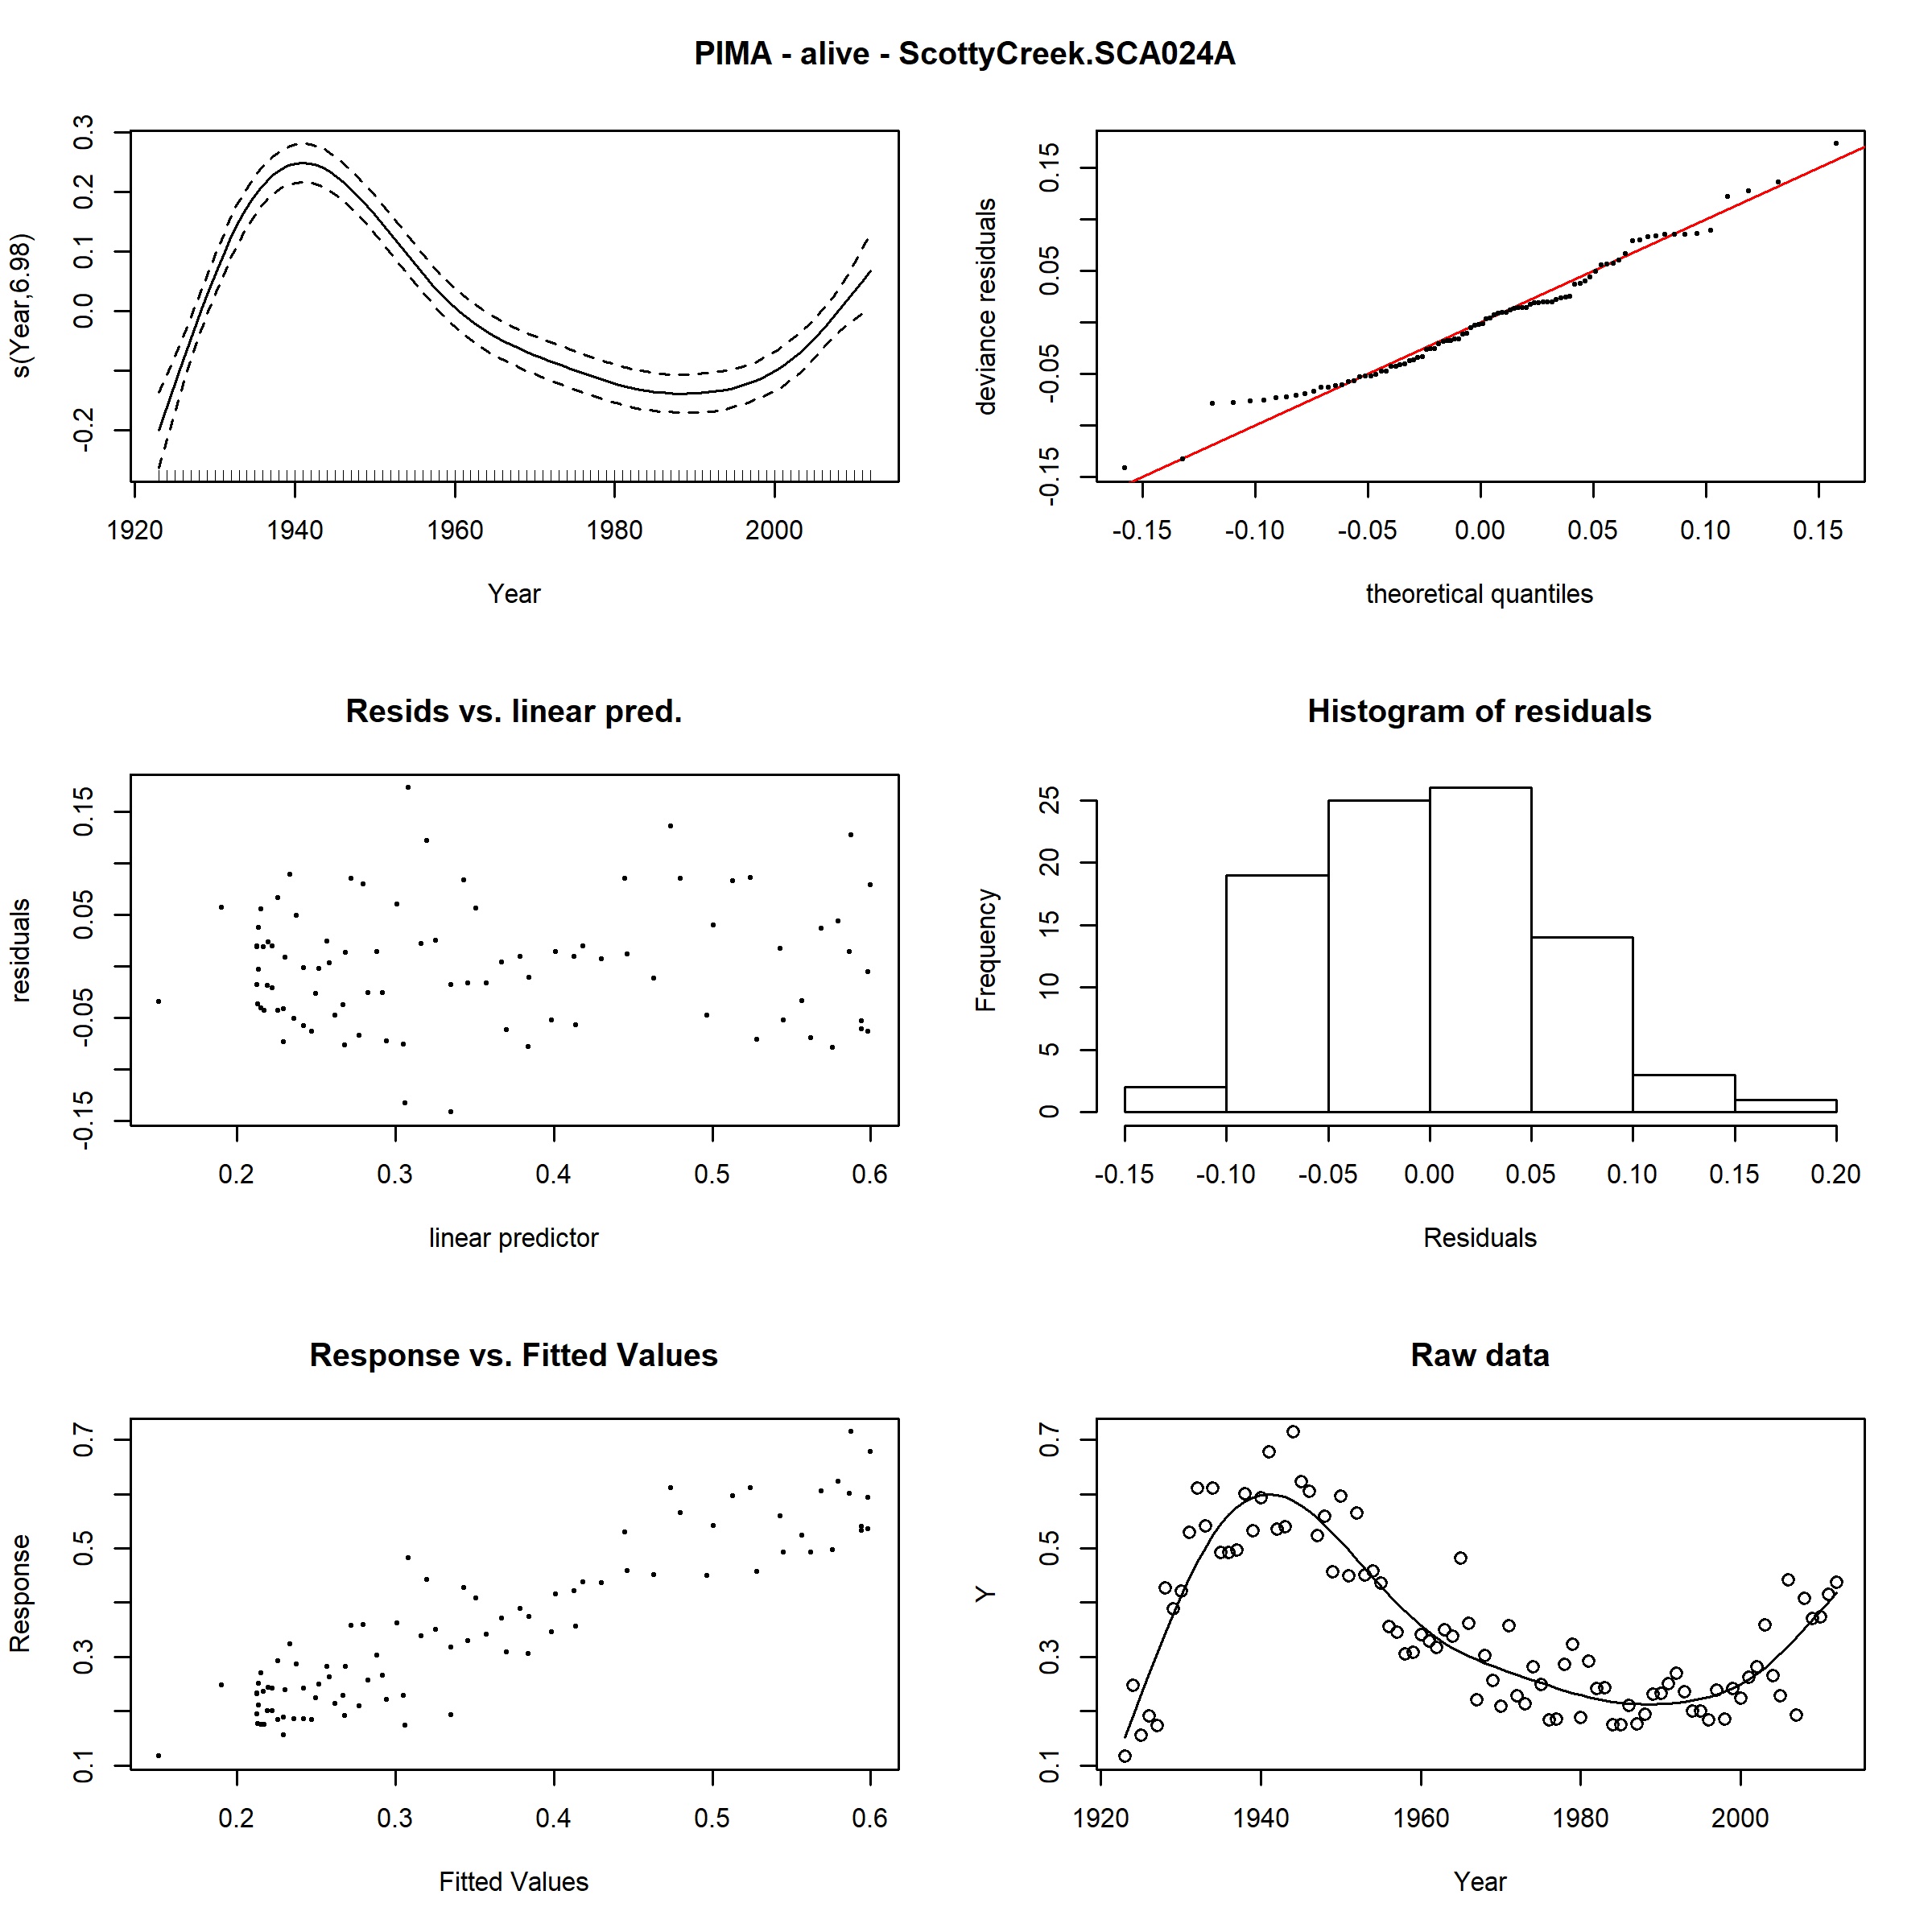 PIMA - alive - ScottyCreek.SCA024A
s(Year,6.98)
-0.2 0.0 0.1 0.2 0.3
1920 1940 1960 1980 2000
Year
deviance residuals
-0.15 -0.05 0.05 0.15
-0.15 -0.10 -0.05 0.00 0.05 0.10 0.15
theoretical quantiles
Resids vs. linear pred.
residuals
-0.15 -0.05 0.05 0.15
0.2 0.3 0.4 0.5 0.6
linear predictor
Histogram of residuals
Frequency
0 5 10 15 20 25
-0.15 -0.10 -0.05 0.00 0.05 0.10 0.15 0.20
Residuals
Response vs. Fitted Values
Response
0.1 0.3 0.5 0.7
0.2 0.3 0.4 0.5 0.6
Fitted Values
Raw data
Y
0.1 0.3 0.5 0.7
1920 1940 1960 1980 2000
Year